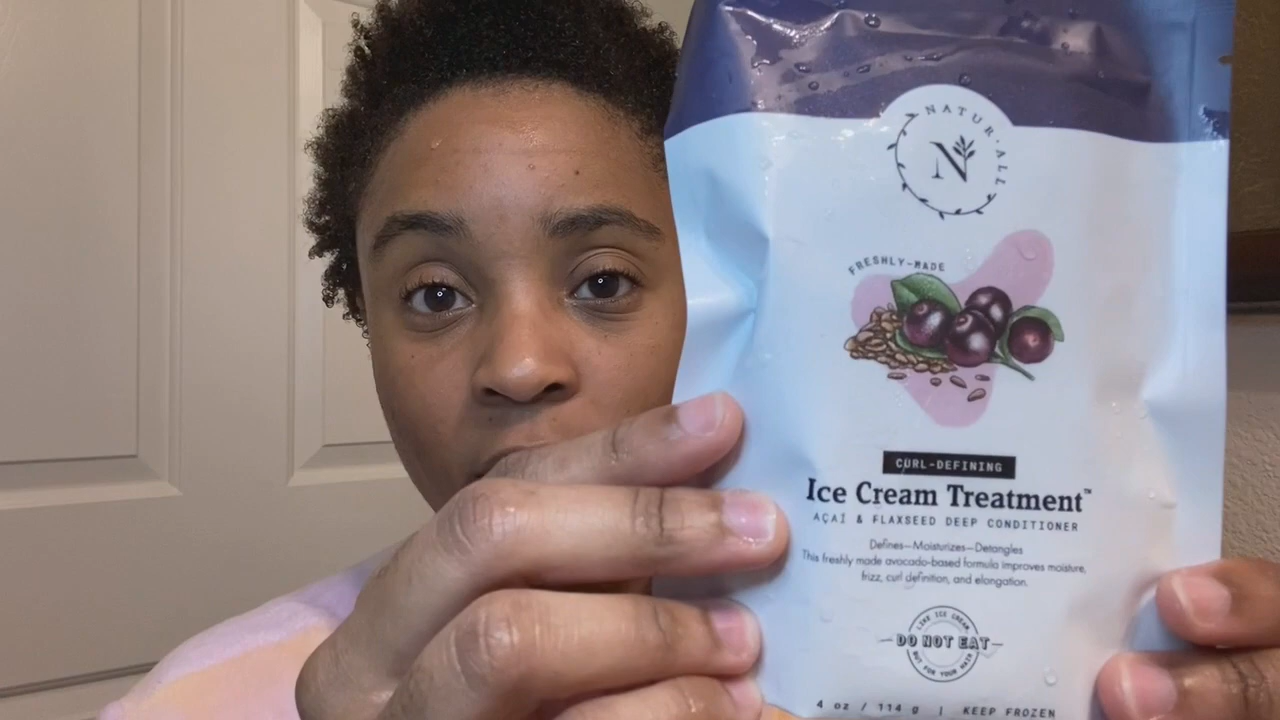 NATUR·ALL
N
FRESHLY-MADE
CURL-DEFINING
Ice Cream Treatment™
AÇAÍ & FLAXSEED DEEP CONDITIONER
Defines—Moisturizes—Detangles
This freshly made avocado-based formula improves moisture,
frizz, curl definition, and elongation.
LIKE ICE CREAM
DO NOT EAT
BUT FOR YOUR HAIR
4 oz / 114 g | KEEP FROZEN